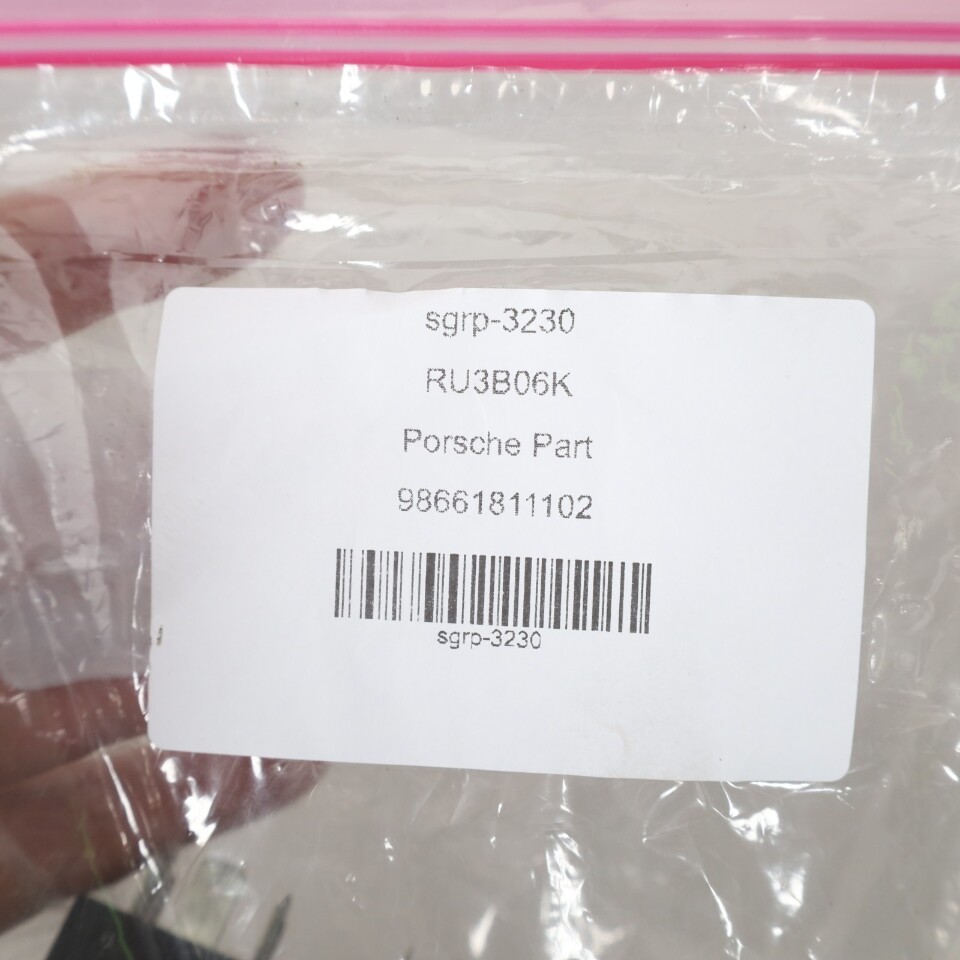 sgrp-3230
RU3B06K
Porsche Part
98661811102
sgrp-3230